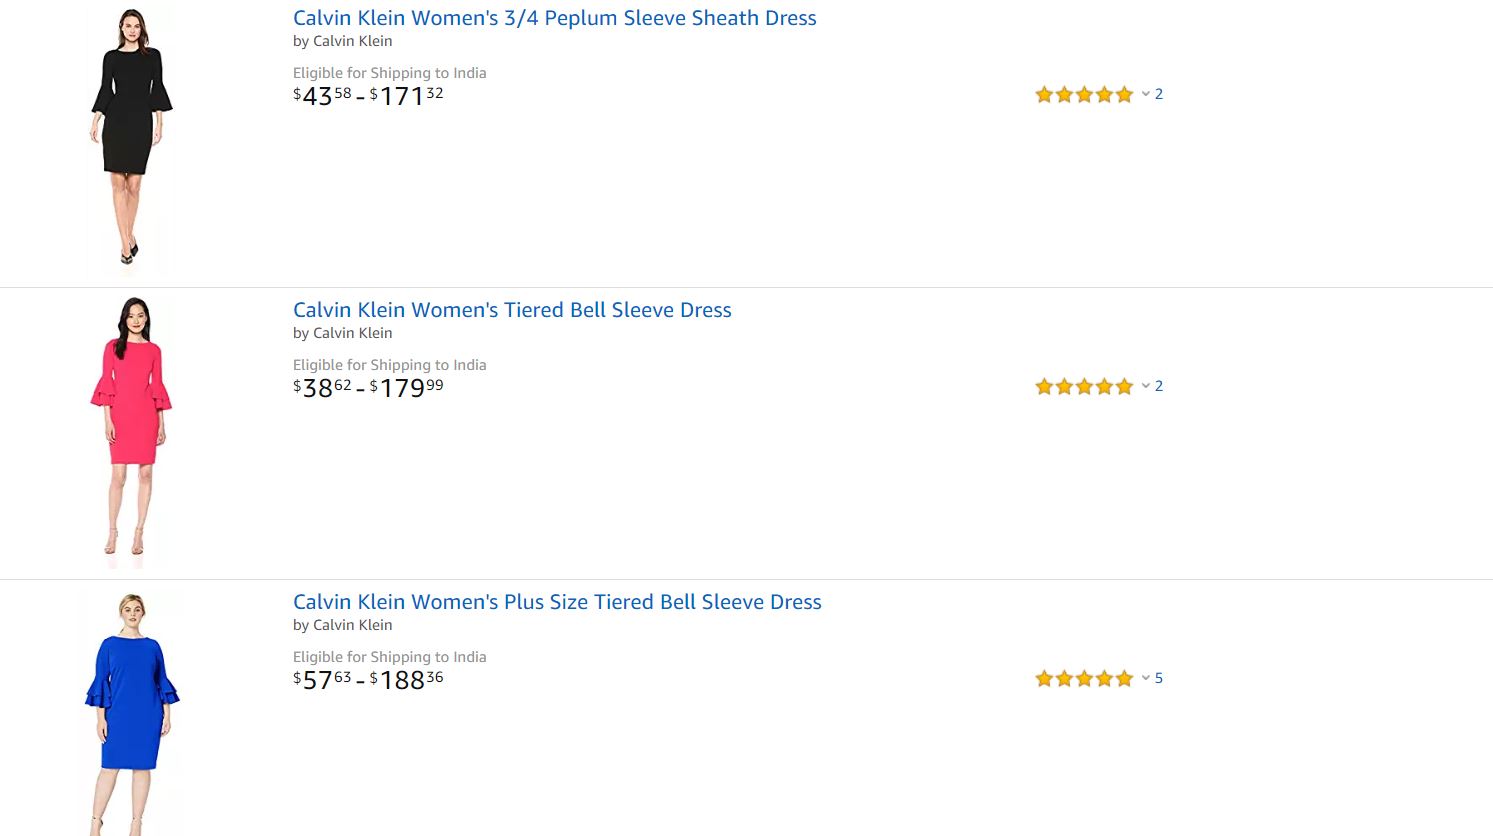 Calvin Klein Women's 3/4 Peplum Sleeve Sheath Dress
by Calvin Klein
Eligible for Shipping to India
$43 58 - $171 32
2
Calvin Klein Women's Tiered Bell Sleeve Dress
by Calvin Klein
Eligible for Shipping to India
$38 62 - $179 99
2
Calvin Klein Women's Plus Size Tiered Bell Sleeve Dress
by Calvin Klein
Eligible for Shipping to India
$57 63 - $188 36
5